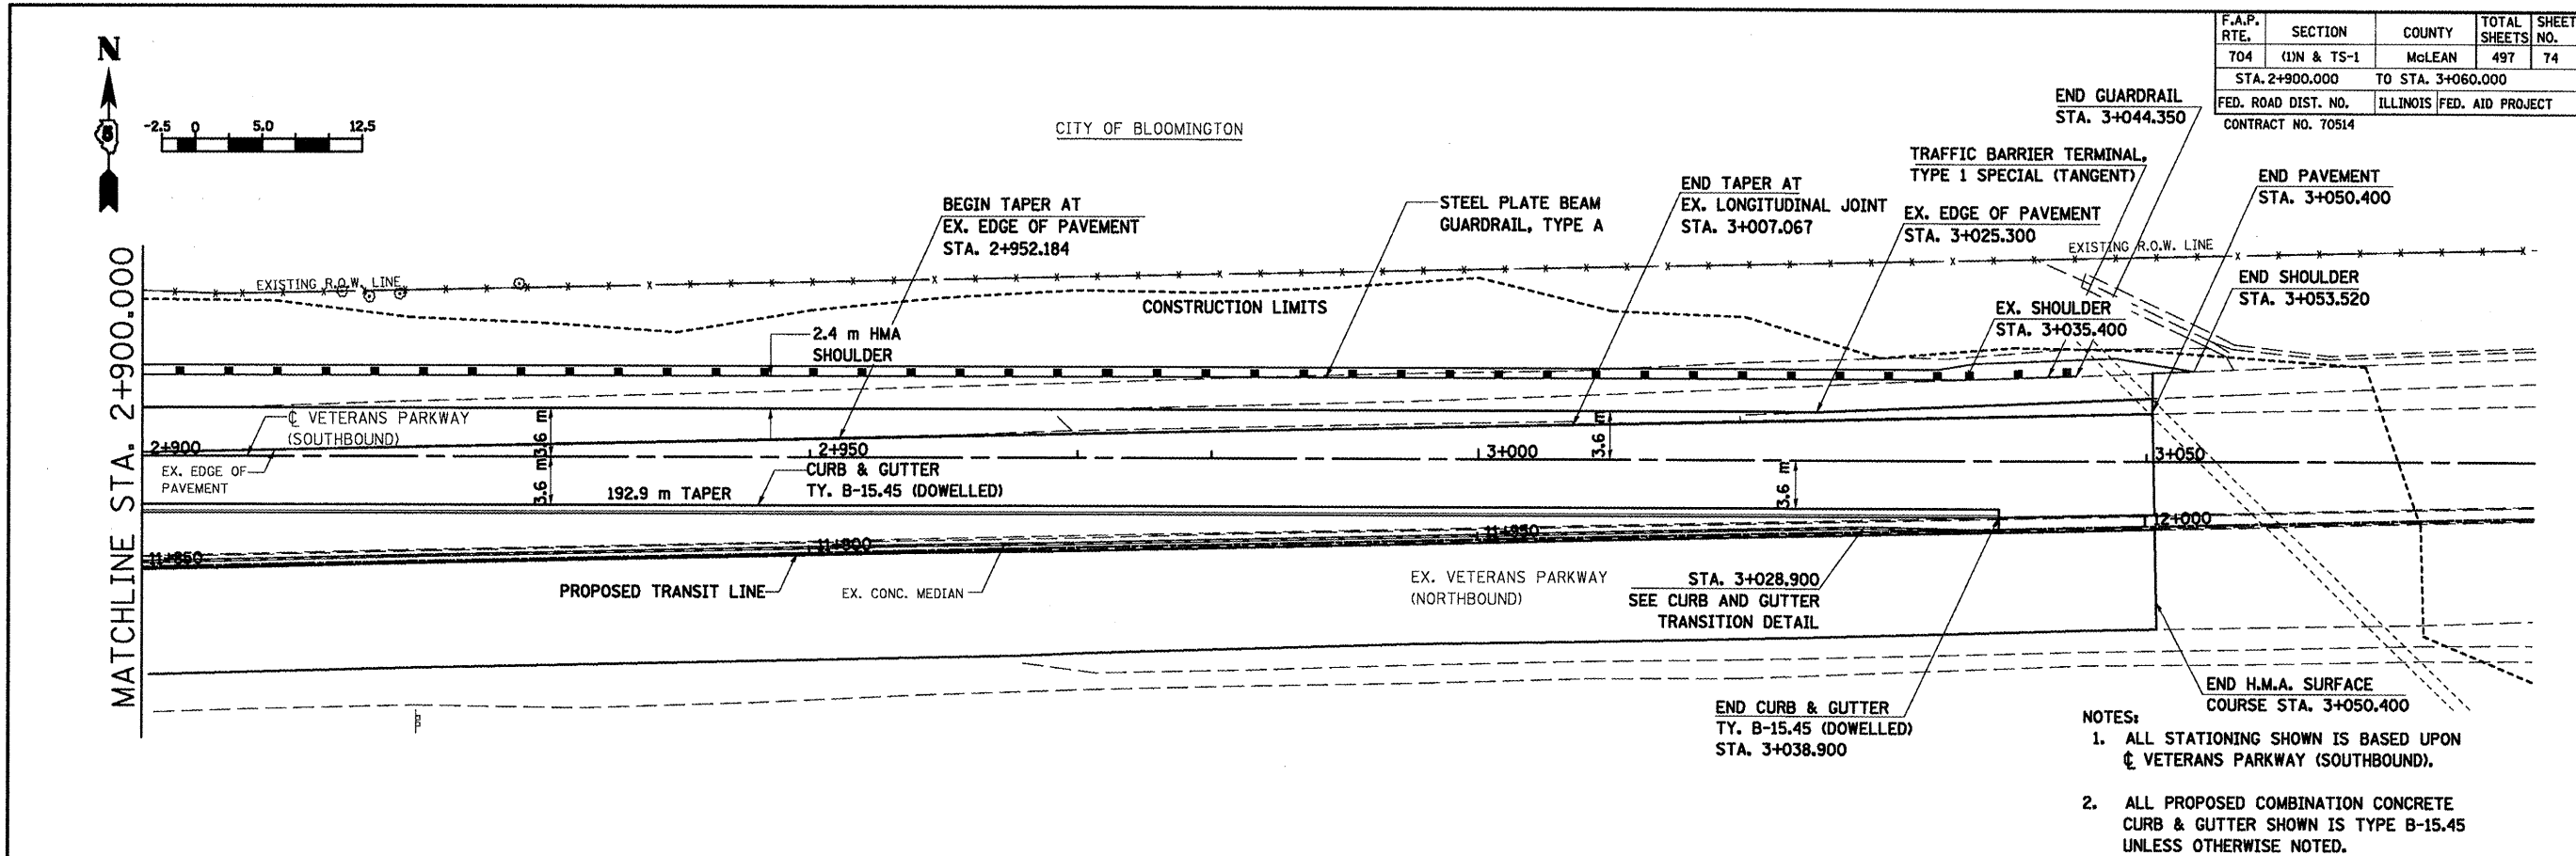 F.A.P. RTE. SECTION COUNTY TOTAL SHEETS SHEET NO.
704 (1)N & TS-1 McLEAN 497 74
STA. 2+900.000 TO STA. 3+060.000
FED. ROAD DIST. NO. ILLINOIS FED. AID PROJECT
CONTRACT NO. 70514
N
-2.5 0 5.0 12.5
CITY OF BLOOMINGTON
END GUARDRAIL
STA. 3+044.350
TRAFFIC BARRIER TERMINAL,
TYPE 1 SPECIAL (TANGENT)
END PAVEMENT
STA. 3+050.400
END TAPER AT
EX. LONGITUDINAL JOINT
STA. 3+007.067
STEEL PLATE BEAM
GUARDRAIL, TYPE A
BEGIN TAPER AT
EX. EDGE OF PAVEMENT
STA. 2+952.184
EX. EDGE OF PAVEMENT
STA. 3+025.300
EXISTING R.O.W. LINE
EXISTING R.O.W. LINE
END SHOULDER
STA. 3+053.520
CONSTRUCTION LIMITS
EX. SHOULDER
STA. 3+035.400
2.4 m HMA
SHOULDER
MATCHLINE STA. 2+900.000
℄ VETERANS PARKWAY
(SOUTHBOUND)
3.6 m
3.6 m
2+900
2+950
3+000
3+050
EX. EDGE OF
PAVEMENT
CURB & GUTTER
TY. B-15.45 (DOWELLED)
192.9 m TAPER
3.6 m
3.6 m
12+000
11+950
11+900
11+850
PROPOSED TRANSIT LINE
EX. CONC. MEDIAN
EX. VETERANS PARKWAY
(NORTHBOUND)
STA. 3+028.900
SEE CURB AND GUTTER
TRANSITION DETAIL
END H.M.A. SURFACE
COURSE STA. 3+050.400
END CURB & GUTTER
TY. B-15.45 (DOWELLED)
STA. 3+038.900
NOTES:
1. ALL STATIONING SHOWN IS BASED UPON
℄ VETERANS PARKWAY (SOUTHBOUND).
2. ALL PROPOSED COMBINATION CONCRETE
CURB & GUTTER SHOWN IS TYPE B-15.45
UNLESS OTHERWISE NOTED.